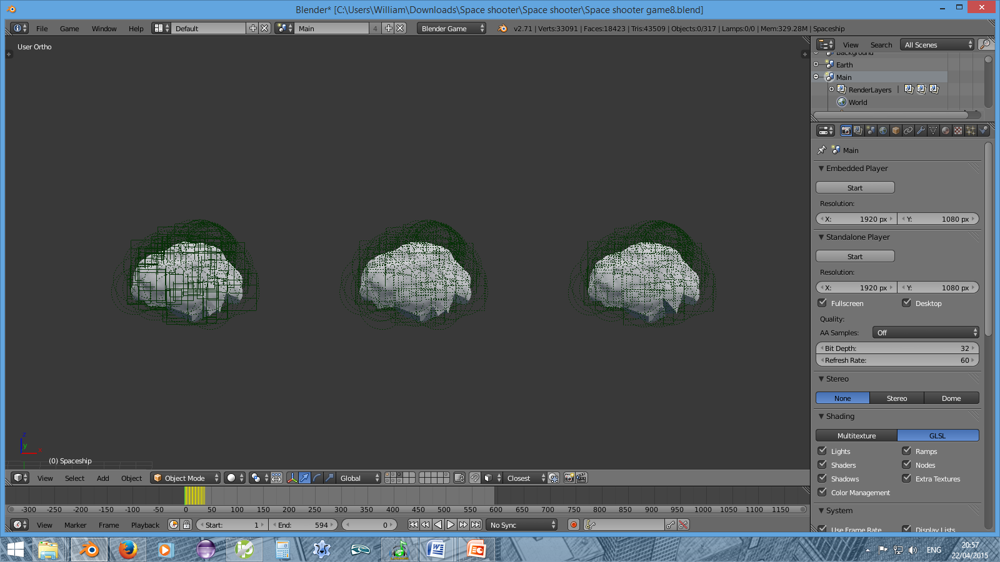 Blender* [C:\Users\William\Downloads\Space shooter\Space shooter\Space shooter game8.blend]
File Game Window Help Default Main 4 Blender Game v2.71 | Verts:33091 | Faces:18423 | Tris:43509 | Objects:0/317 | Lamps:0/0 | Mem:329.28M | Spaceship
User Ortho
View Search All Scenes
Background
Earth
Main
RenderLayers
World
Main
Embedded Player
Start
Resolution:
X: 1920 px Y: 1080 px
Standalone Player
Start
Resolution:
X: 1920 px Y: 1080 px
Fullscreen Desktop
Quality:
AA Samples: Off
Bit Depth: 32
Refresh Rate: 60
Stereo
None Stereo Dome
Shading
Multitexture GLSL
Lights Ramps
Shaders Nodes
Shadows Extra Textures
Color Management
System
Use Frame Rate Display Lists
z
y
x
(0) Spaceship
View Select Add Object Object Mode Global Closest
-300 -250 -200 -150 -100 -50 0 50 100 150 200 250 300 350 400 450 500 550 600 650 700 750 800 850 900 950 1000 1050 1100 1150
View Marker Frame Playback Start: 1 End: 594 0 No Sync
ENG
20:57
22/04/2015